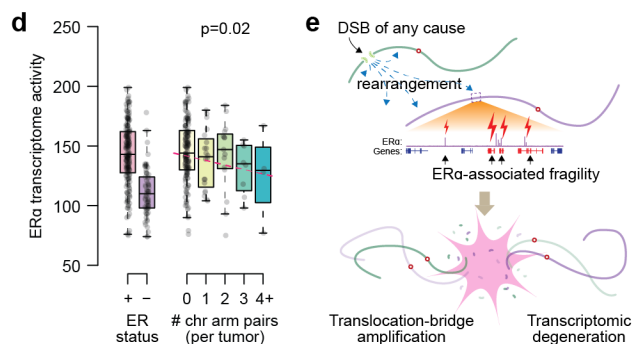 d
p=0.02
ERα transcriptome activity
250
200
150
100
50
+
−
ER
status
0
1
2
3
4+
# chr arm pairs
(per tumor)
e
DSB of any cause
rearrangement
ERα:
Genes:
ERα-associated fragility
Translocation-bridge
amplification
Transcriptomic
degeneration